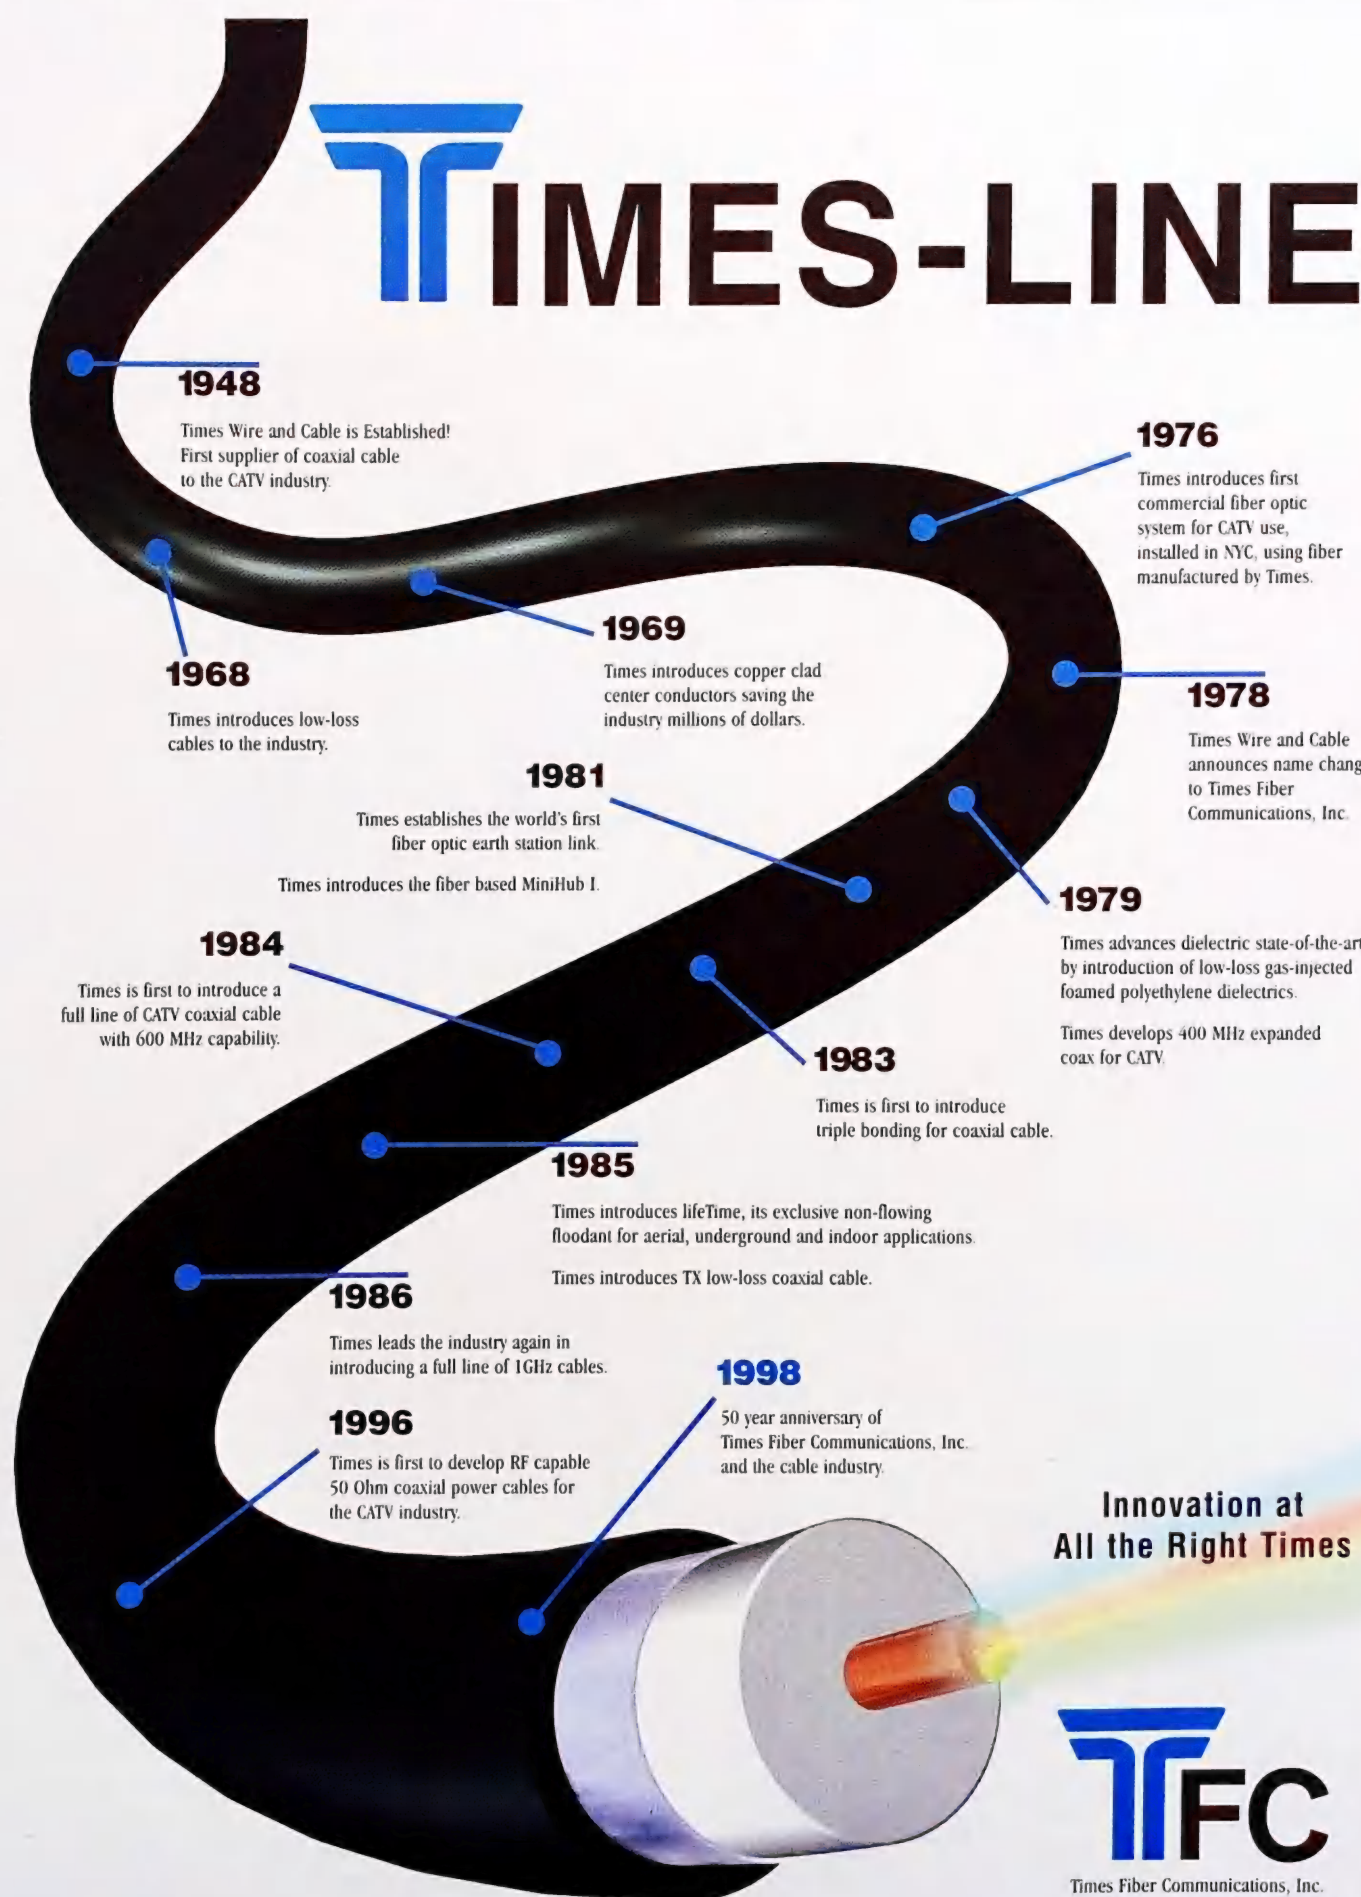 TIMES-LINE
1948
Times Wire and Cable is Established!
First supplier of coaxial cable
to the CATV industry.
1968
Times introduces low-loss
cables to the industry.
1969
Times introduces copper clad
center conductors saving the
industry millions of dollars.
1976
Times introduces first
commercial fiber optic
system for CATV use,
installed in NYC, using fiber
manufactured by Times.
1978
Times Wire and Cable
announces name chang
to Times Fiber
Communications, Inc.
1979
Times advances dielectric state-of-the-art
by introduction of low-loss gas-injected
foamed polyethylene dielectrics.
Times develops 400 MHz expanded
coax for CATV.
1981
Times establishes the world's first
fiber optic earth station link.
Times introduces the fiber based MiniHub I.
1983
Times is first to introduce
triple bonding for coaxial cable.
1984
Times is first to introduce a
full line of CATV coaxial cable
with 600 MHz capability.
1985
Times introduces lifeTime, its exclusive non-flowing
floodant for aerial, underground and indoor applications.
Times introduces TX low-loss coaxial cable.
1986
Times leads the industry again in
introducing a full line of 1GHz cables.
1996
Times is first to develop RF capable
50 Ohm coaxial power cables for
the CATV industry.
1998
50 year anniversary of
Times Fiber Communications, Inc.
and the cable industry.
Innovation at
All the Right Times
TFC
Times Fiber Communications, Inc.